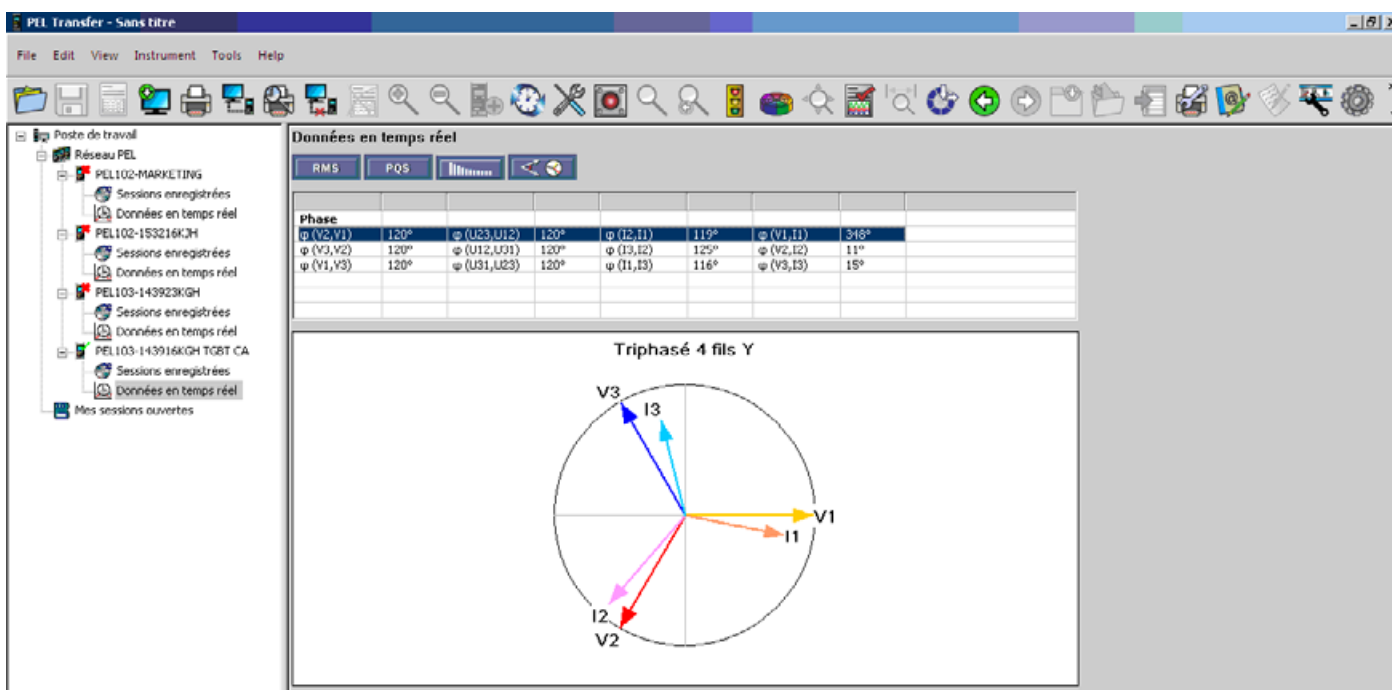 PEL Transfer - Sans titre
File Edit View Instrument Tools Help
Poste de travail
Réseau PEL
PEL102-MARKETING
Sessions enregistrées
Données en temps réel
PEL102-153216KJH
Sessions enregistrées
Données en temps réel
PEL103-143923KGH
Sessions enregistrées
Données en temps réel
PEL103-143916KGH TGBT CA
Sessions enregistrées
Données en temps réel
Mes sessions ouvertes
Données en temps réel
RMS PQS
Phase
φ (V2,V1) 120° φ (U23,U12) 120° φ (I2,I1) 119° φ (V1,I1) 348°
φ (V3,V2) 120° φ (U12,U31) 120° φ (I3,I2) 125° φ (V2,I2) 11°
φ (V1,V3) 120° φ (U31,U23) 120° φ (I1,I3) 116° φ (V3,I3) 15°
Triphasé 4 fils Y
V3
I3
V1
I1
I2
V2